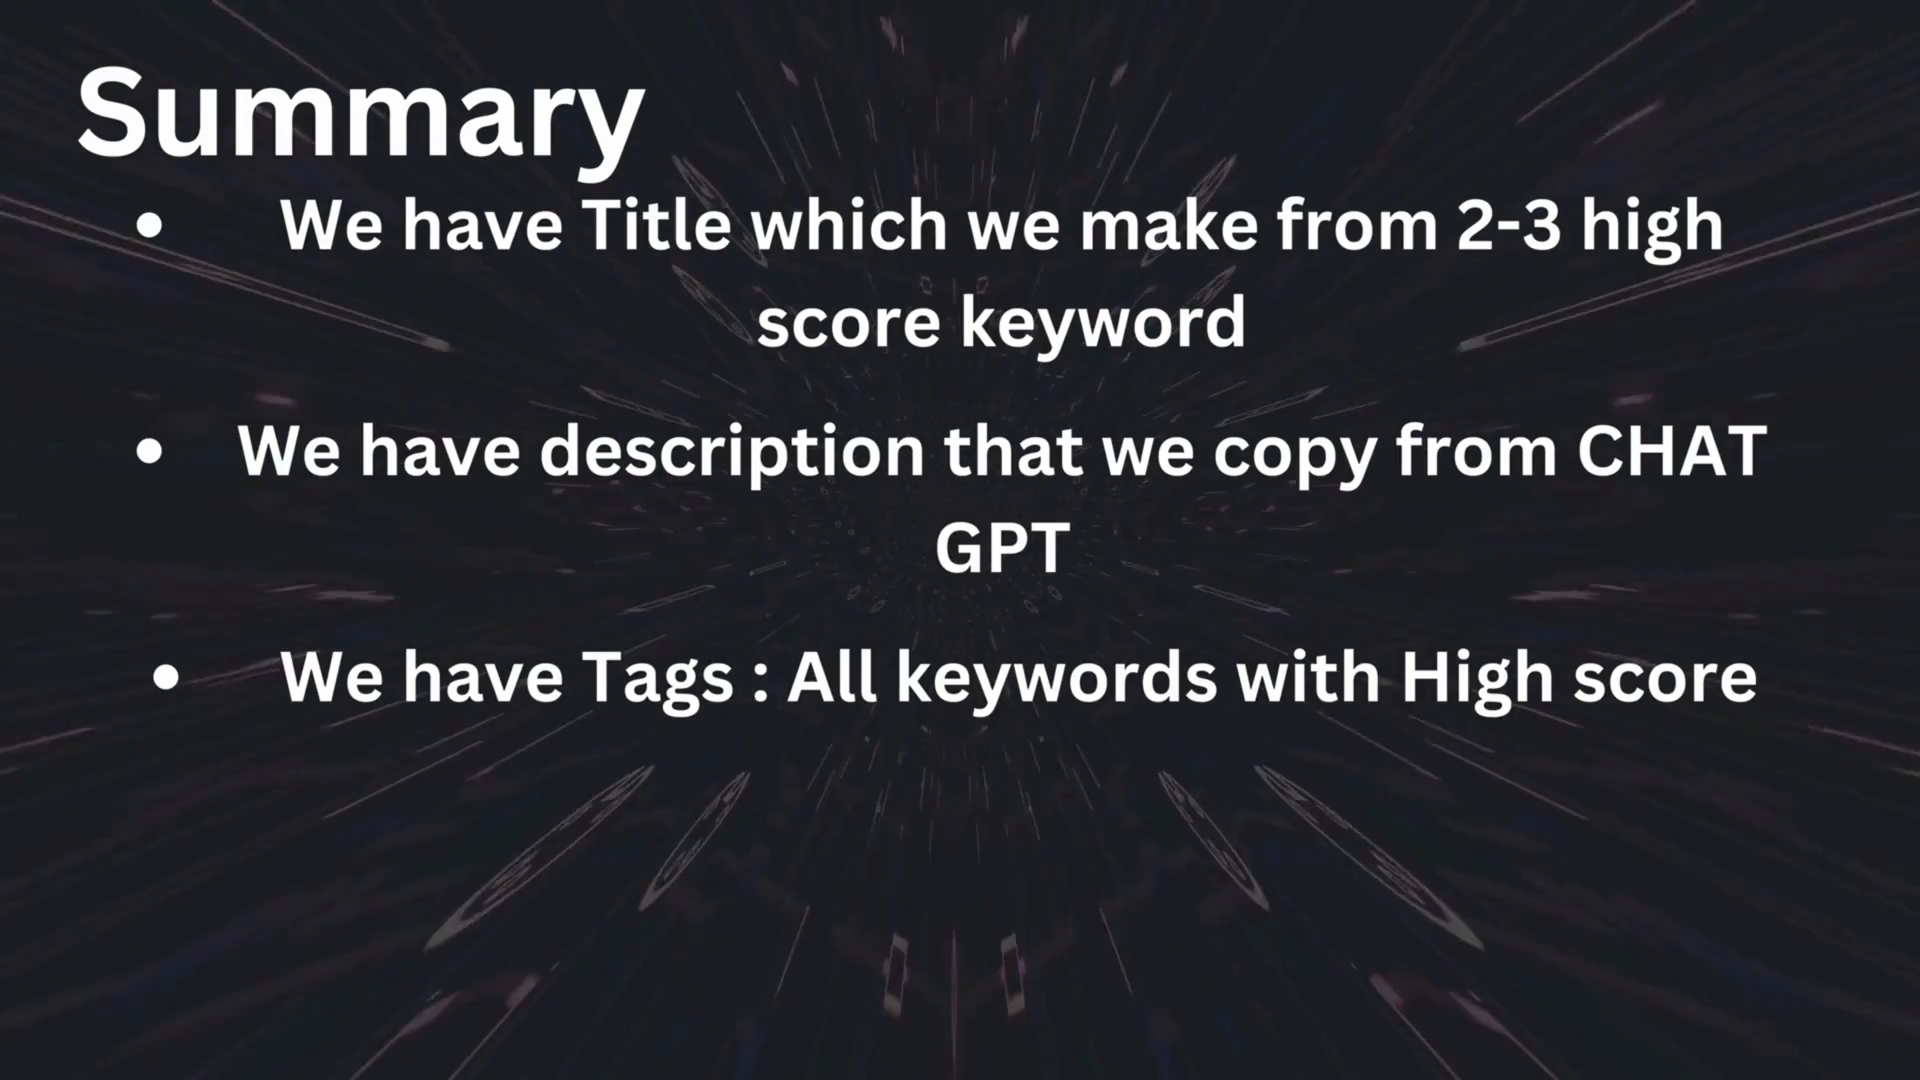 Summary
• We have Title which we make from 2-3 high
score keyword
• We have description that we copy from CHAT
GPT
• We have Tags : All keywords with High score